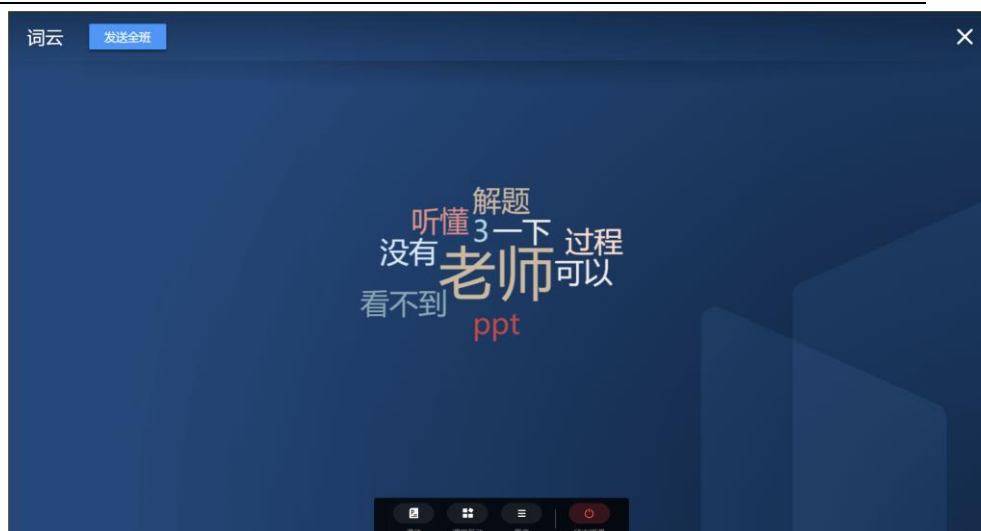 词云 发送全班
解题
听懂 3 一下 过程
没有 老师 可以
看不到
ppt